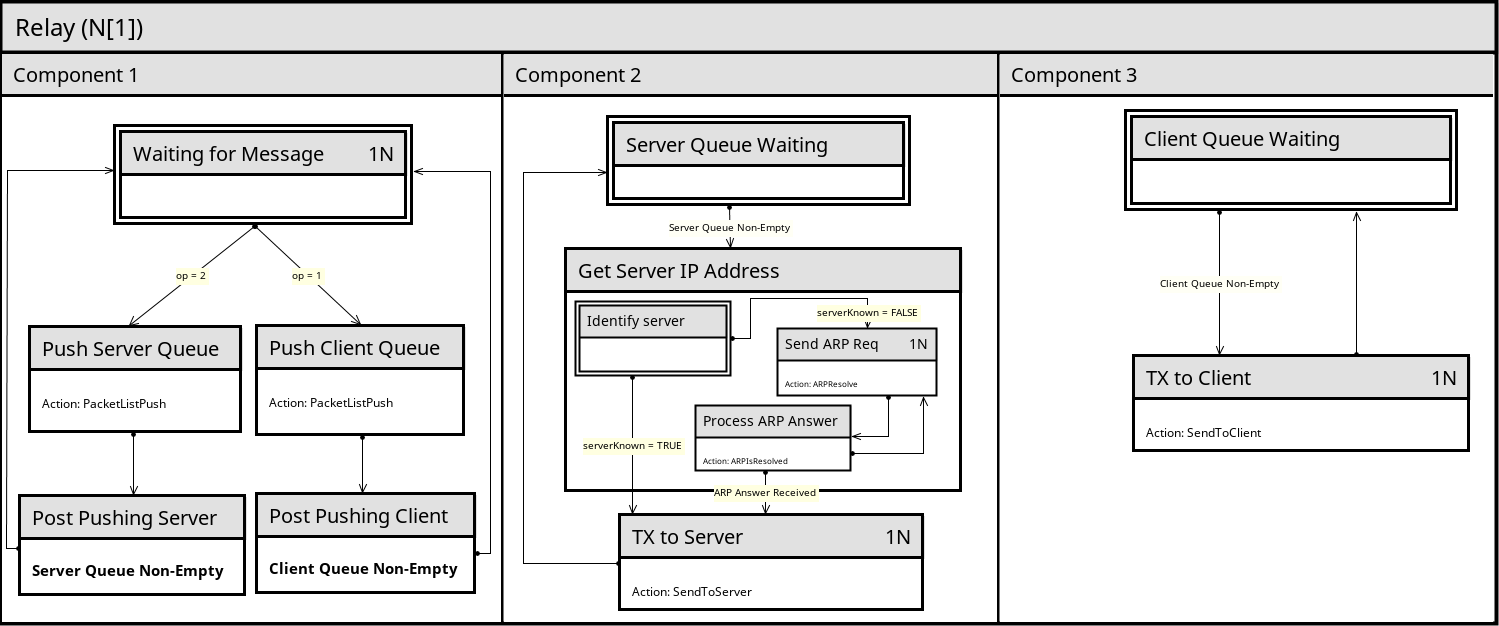 Relay (N[1])
Component 1
Waiting for Message 1N
op = 2
op = 1
Push Server Queue
Action: PacketListPush
Push Client Queue
Action: PacketListPush
Post Pushing Server
Server Queue Non-Empty
Post Pushing Client
Client Queue Non-Empty
Component 2
Server Queue Waiting
Server Queue Non-Empty
Get Server IP Address
Identify server
serverKnown = FALSE
Send ARP Req 1N
Action: ARPResolve
Process ARP Answer
Action: ARPIsResolved
serverKnown = TRUE
ARP Answer Received
TX to Server 1N
Action: SendToServer
Component 3
Client Queue Waiting
Client Queue Non-Empty
TX to Client 1N
Action: SendToClient